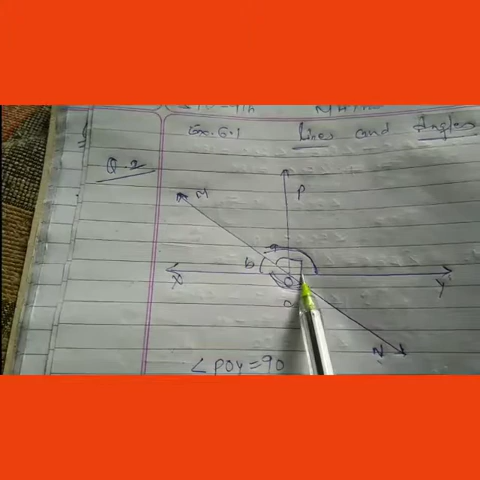 Ex. 6.1 Lines and Angles
Q. 2
M
P
b
X
O
Y
N
∠POY=90